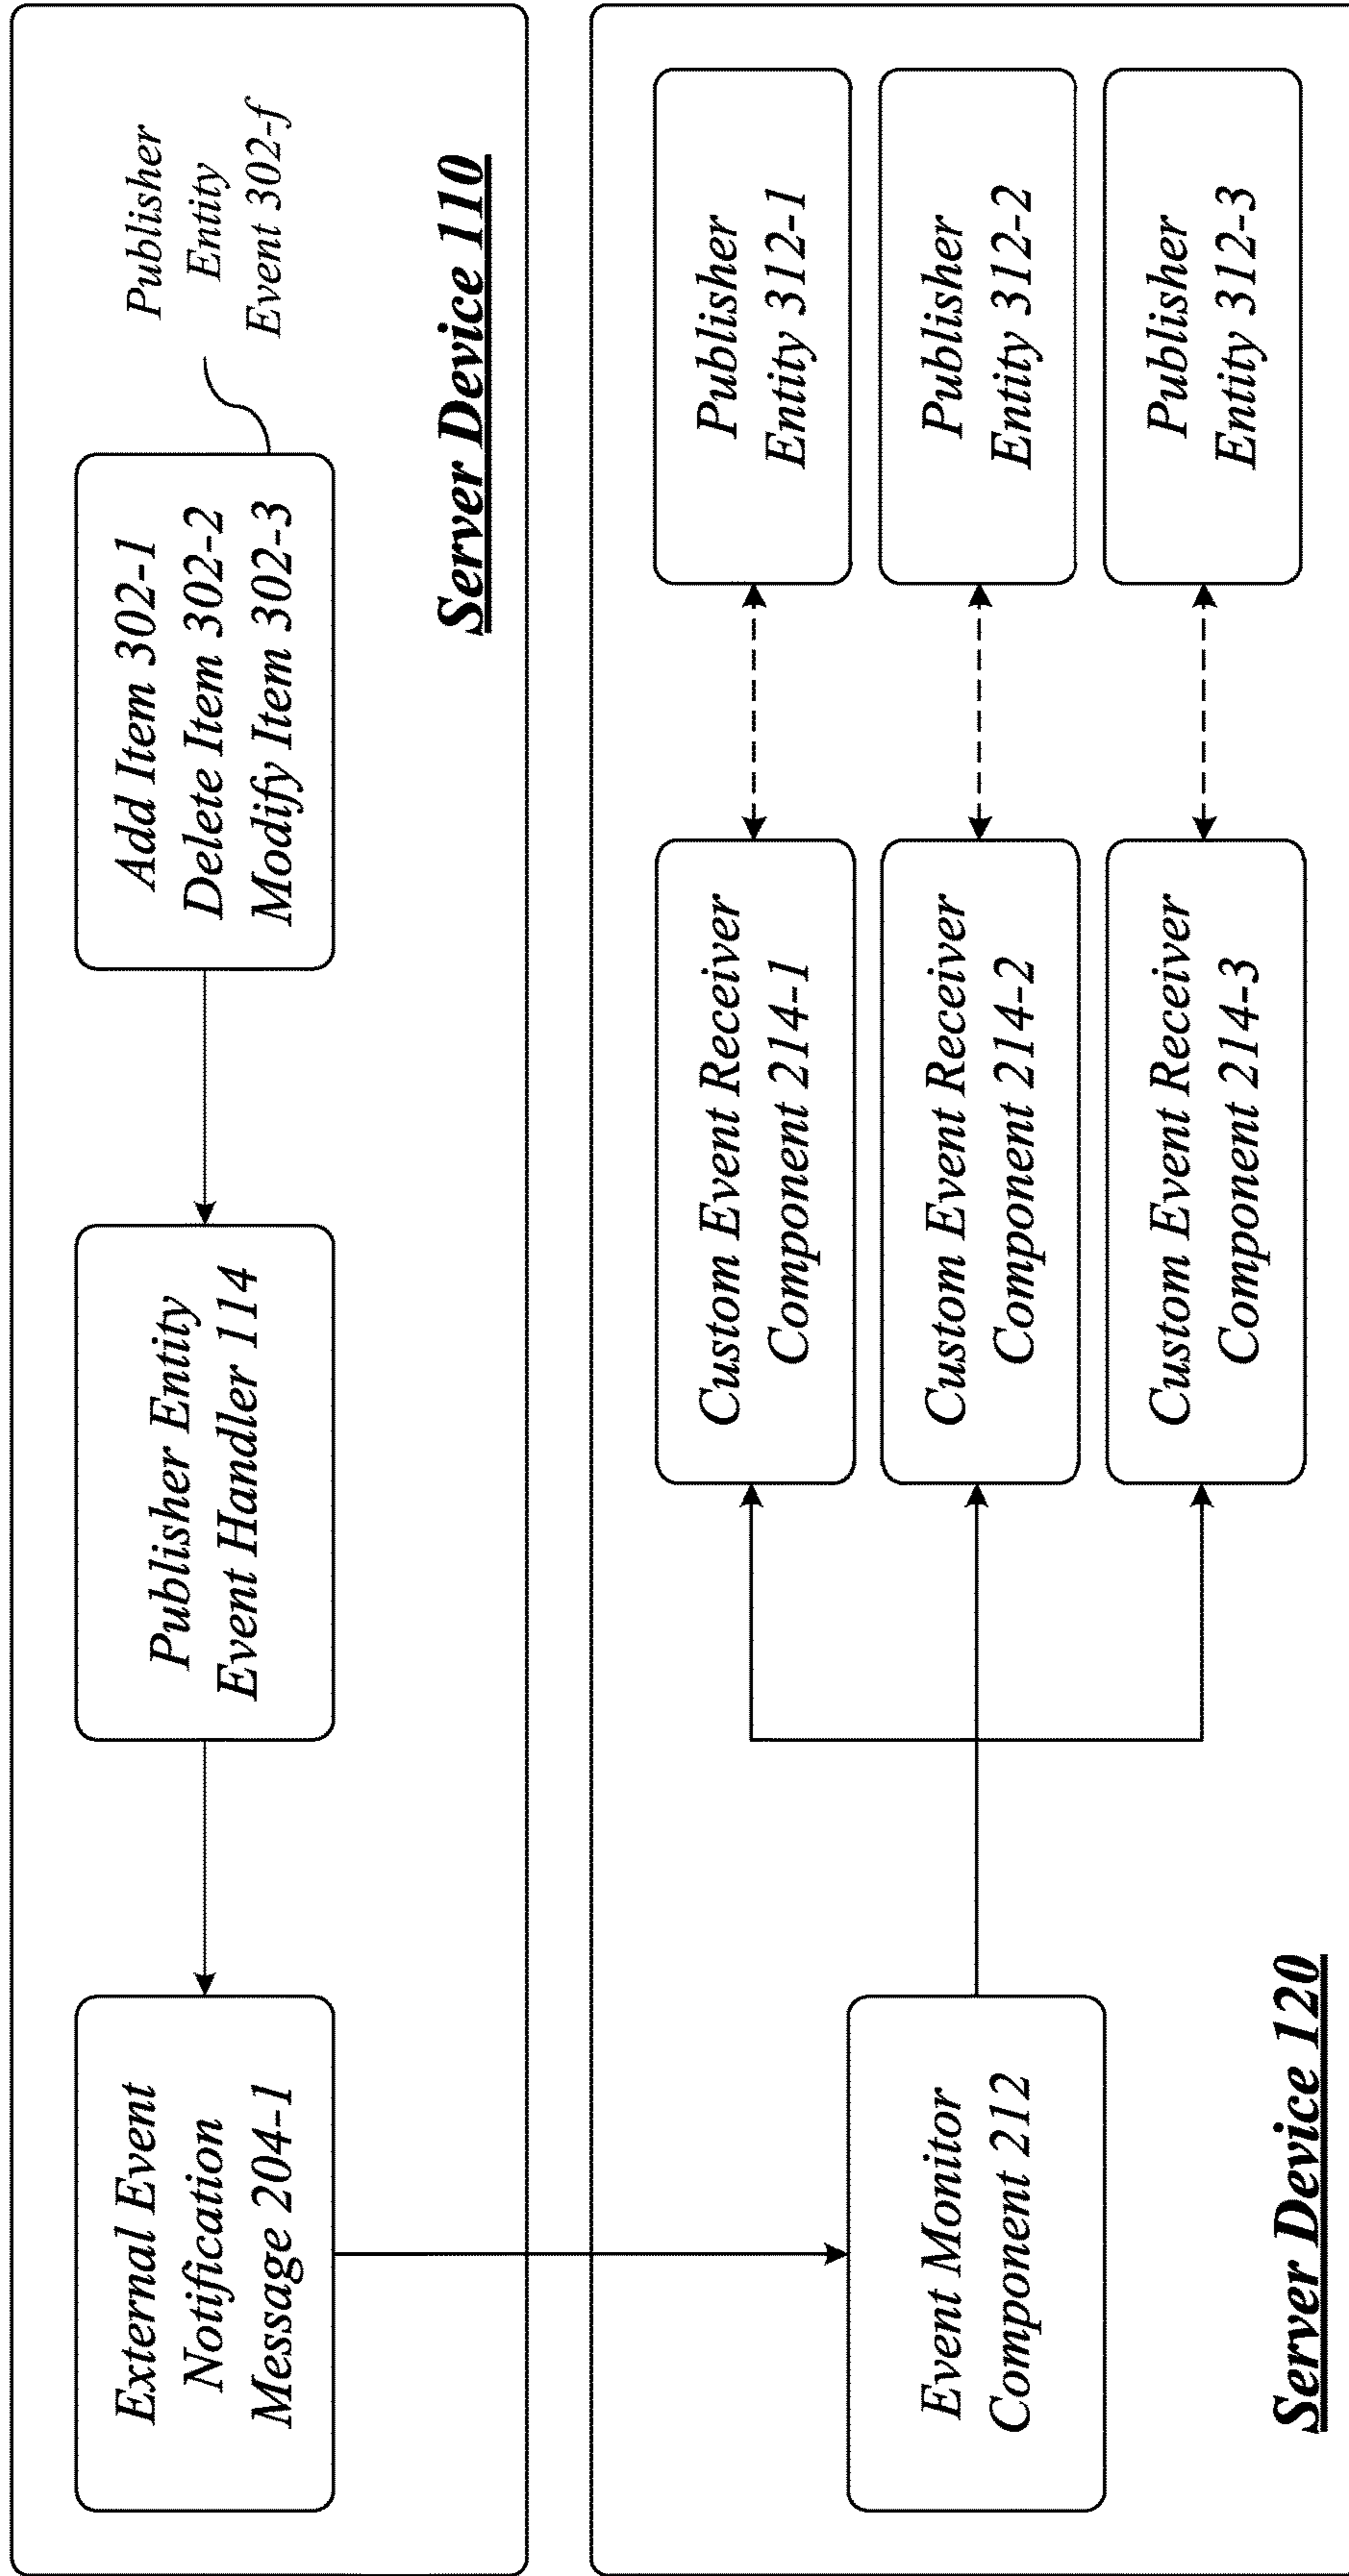 External Event
Notification
Message 204-1
Publisher Entity
Event Handler 114
Add Item 302-1
Delete Item 302-2
Modify Item 302-3
Publisher
Entity
Event 302-f
Server Device 110
Event Monitor
Component 212
Custom Event Receiver
Component 214-1
Publisher
Entity 312-1
Custom Event Receiver
Component 214-2
Publisher
Entity 312-2
Custom Event Receiver
Component 214-3
Publisher
Entity 312-3
Server Device 120